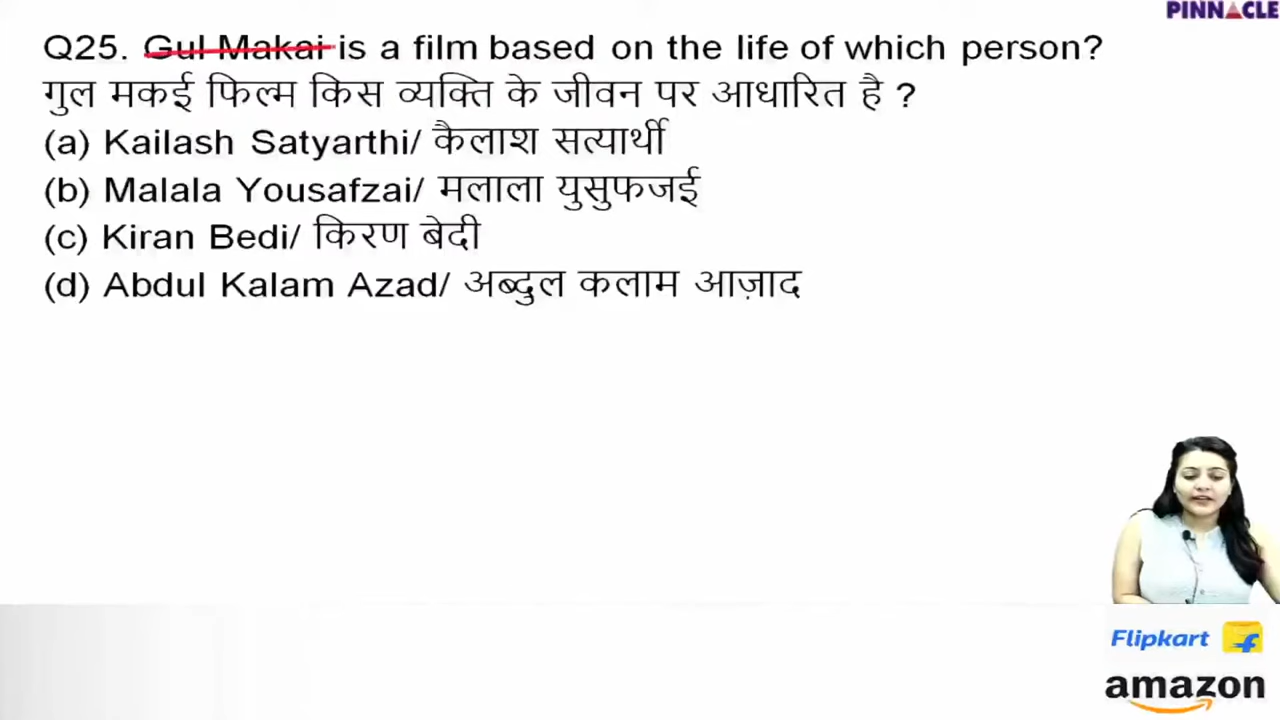 PINNACLE
Q25. Gul Makai is a film based on the life of which person?
गुल मकई फिल्म किस व्यक्ति के जीवन पर आधारित है ?
(a) Kailash Satyarthi/ कैलाश सत्यार्थी
(b) Malala Yousafzai/ मलाला युसुफजई
(c) Kiran Bedi/ किरण बेदी
(d) Abdul Kalam Azad/ अब्दुल कलाम आज़ाद
Flipkart
amazon